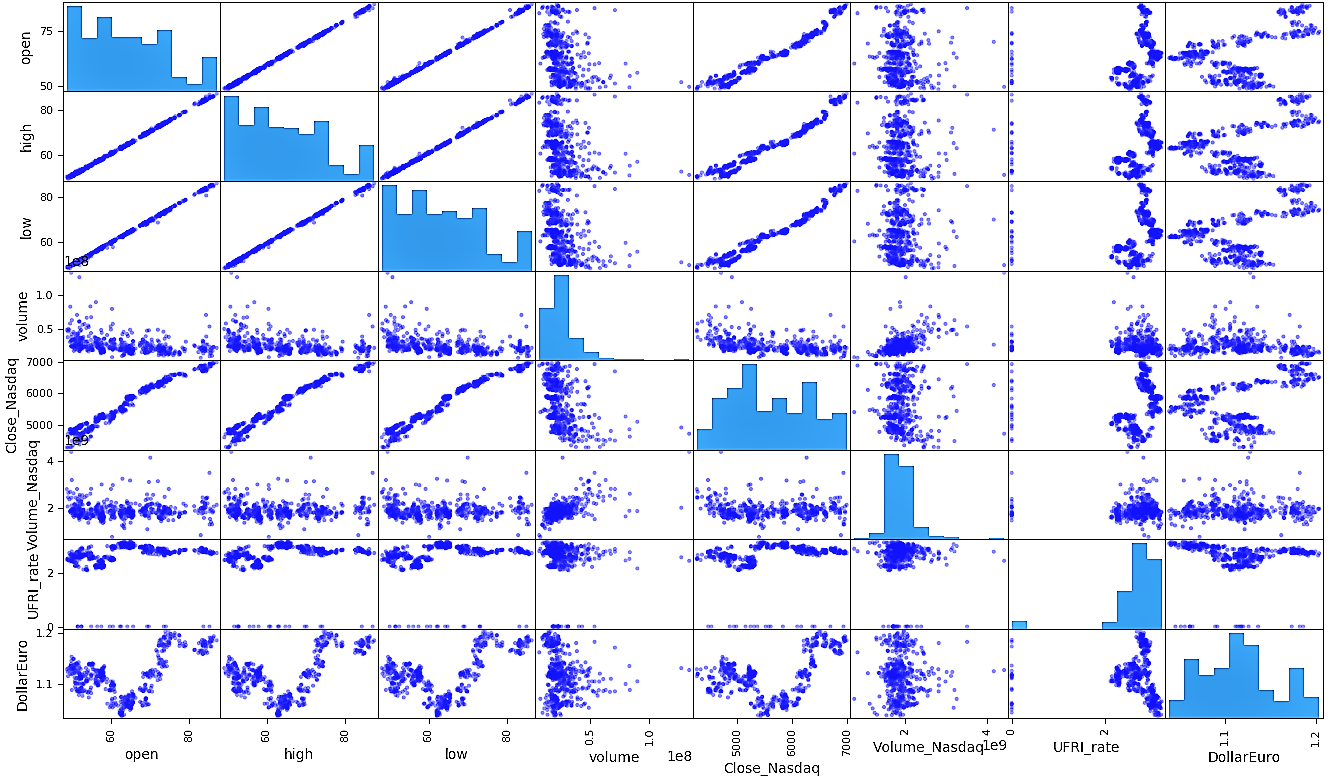 open
75
50
high
80
60
low
80
60
1e8
volume
1.0
0.5
Close_Nasdaq
7000
6000
5000
1e9
Volume_Nasdaq
4
2
UFRI_rate
2
0
DollarEuro
1.2
1.1
60 80 60 80 60 80 0.5 1.0 1e8 5000 6000 7000 2 4 1e9 0 2 1.1 1.2
open high low volume Close_Nasdaq Volume_Nasdaq UFRI_rate DollarEuro